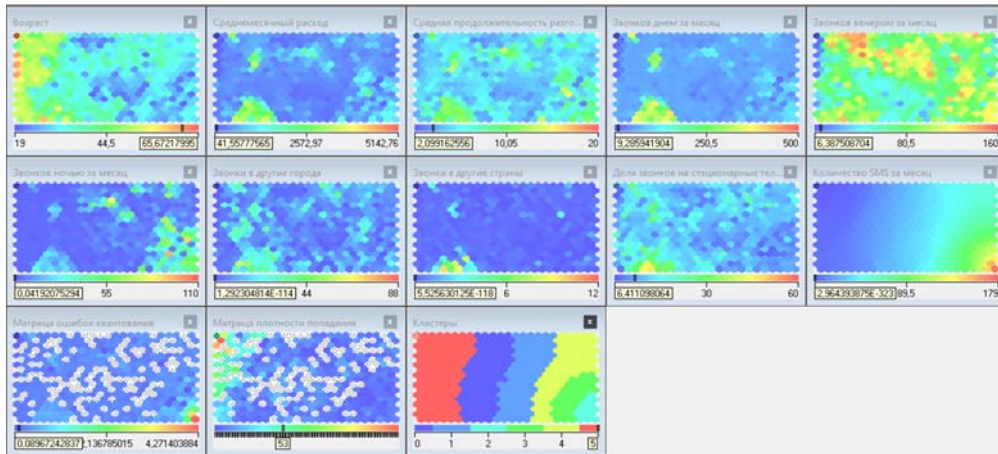 Возраст
Среднемесячный расход
Средняя продолжительность разго...
Звонков днем за месяц
Звонков вечером за месяц
19 44,5 65,67217995
41,55777565 2572,97 5142,76
2,099162556 10,05 20
9,285941904 250,5 500
6,387508704 80,5 160
Звонков ночью за месяц
Звонки в другие города
Звонки в другие страны
Доля звонков на стационарные тел...
Количество SMS за месяц
0,04192075294 55 110
1,292304814E-114 44 88
5,525630125E-118 6 12
6,411098064 30 60
2,964393875E-323 89,5 179
Матрица ошибок квантования
Матрица плотности попадания
Кластеры
0,08967242837 2,136785015 4,271403884
53
0 1 2 3 4 5